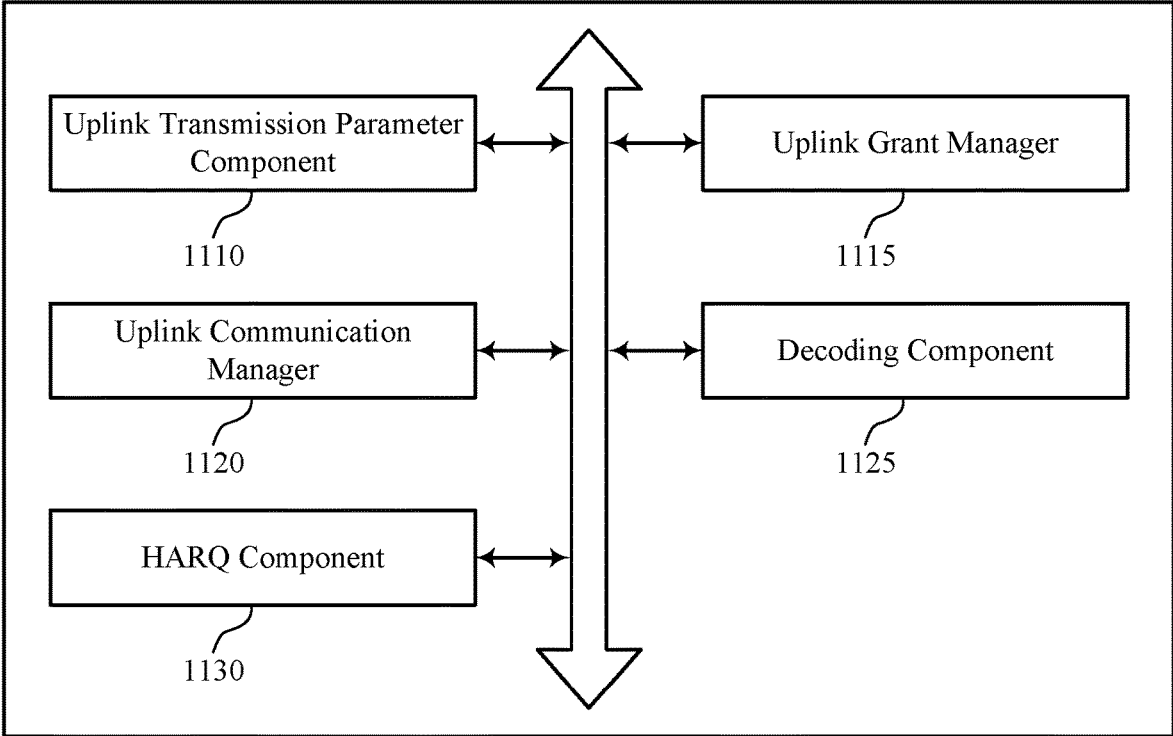 Uplink Transmission Parameter
Component
1110
Uplink Grant Manager
1115
Uplink Communication
Manager
1120
Decoding Component
1125
HARQ Component
1130